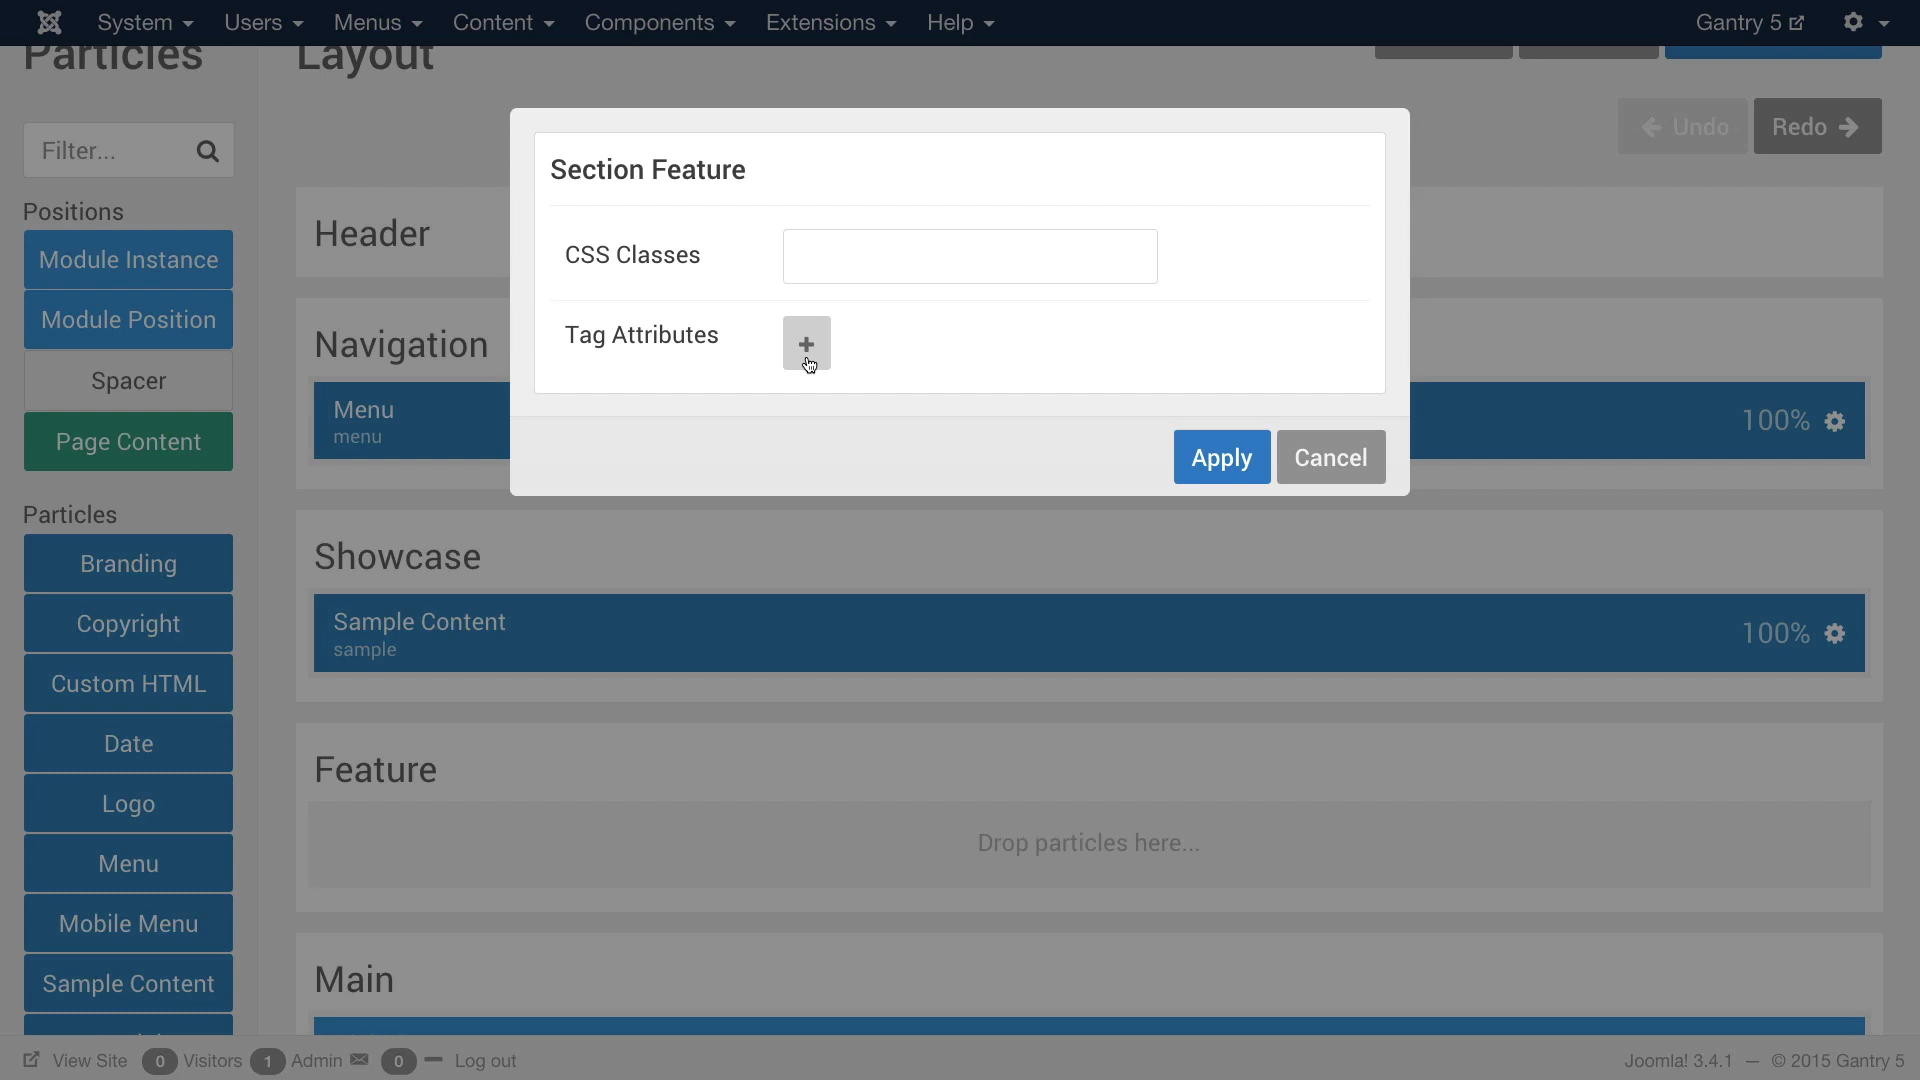 System Users Menus Content Components Extensions Help Gantry 5
Particles
Layout
Undo
Redo
Filter...
Positions
Module Instance
Module Position
Spacer
Page Content
Particles
Branding
Copyright
Custom HTML
Date
Logo
Menu
Mobile Menu
Sample Content
Section Feature
CSS Classes
Tag Attributes
Apply Cancel
Header
Navigation
Menu
menu
100%
Showcase
Sample Content
sample
100%
Feature
Drop particles here...
Main
View Site 0 Visitors 1 Admin 0 Log out
Joomla! 3.4.1 — © 2015 Gantry 5